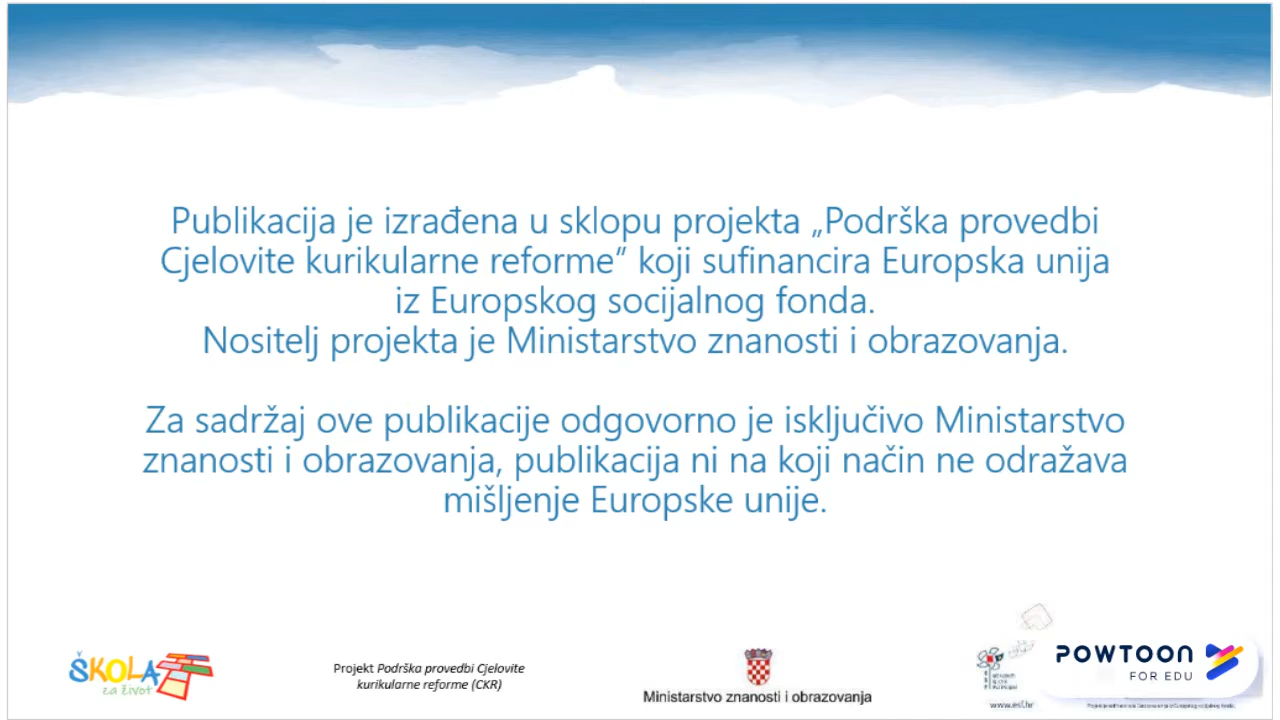 Publikacija je izrađena u sklopu projekta „Podrška provedbi
Cjelovite kurikularne reforme“ koji sufinancira Europska unija
iz Europskog socijalnog fonda.
Nositelj projekta je Ministarstvo znanosti i obrazovanja.
Za sadržaj ove publikacije odgovorno je isključivo Ministarstvo
znanosti i obrazovanja, publikacija ni na koji način ne odražava
mišljenje Europske unije.
ŠKOLA
za život
Projekt Podrška provedbi Cjelovite
kurikularne reforme (CKR)
Ministarstvo znanosti i obrazovanja
www.esf.hr
POWTOON
FOR EDU